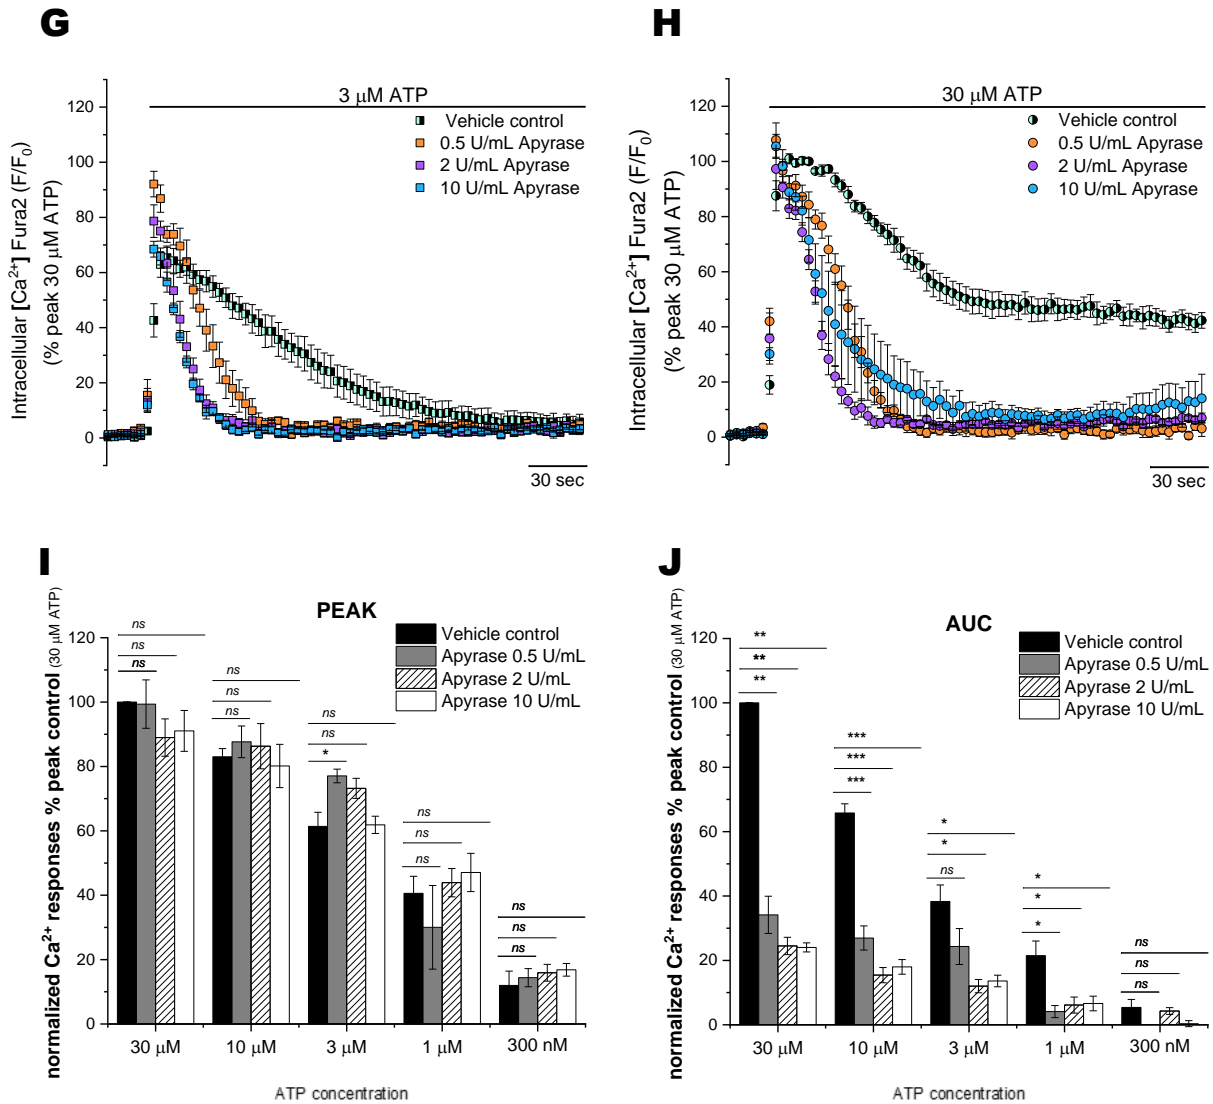 G
3 μM ATP
120
100
80
60
40
20
0
Intracellular [Ca²⁺] Fura2 (F/F₀)
(% peak 30 μM ATP)
Vehicle control
0.5 U/mL Apyrase
2 U/mL Apyrase
10 U/mL Apyrase
30 sec
H
30 μM ATP
120
100
80
60
40
20
0
Intracellular [Ca²⁺] Fura2 (F/F₀)
(% peak 30 μM ATP)
Vehicle control
0.5 U/mL Apyrase
2 U/mL Apyrase
10 U/mL Apyrase
30 sec
I
PEAK
normalized Ca²⁺ responses % peak control (30 μM ATP)
120
100
80
60
40
20
0
Vehicle control
Apyrase 0.5 U/mL
Apyrase 2 U/mL
Apyrase 10 U/mL
ns
ns
ns
ns
ns
ns
ns
ns
*
ns
ns
ns
ns
ns
ns
30 μM
10 μM
3 μM
1 μM
300 nM
ATP concentration
J
AUC
normalized Ca²⁺ responses % peak control (30 μM ATP)
120
100
80
60
40
20
0
Vehicle control
Apyrase 0.5 U/mL
Apyrase 2 U/mL
Apyrase 10 U/mL
**
**
**
***
***
***
*
*
ns
*
*
*
ns
ns
ns
30 μM
10 μM
3 μM
1 μM
300 nM
ATP concentration